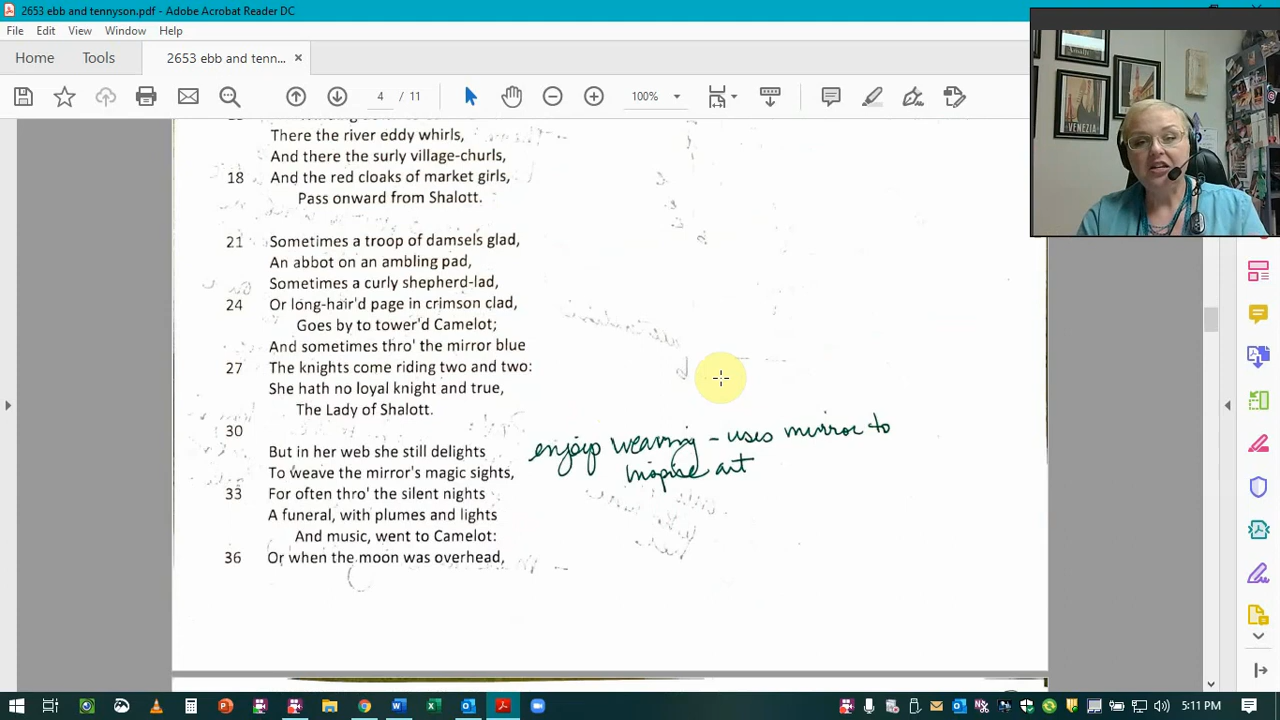 2653 ebb and tennyson.pdf - Adobe Acrobat Reader DC
File Edit View Window Help
Home Tools 2653 ebb and tenn... ×
4 / 11 100%
There the river eddy whirls,
And there the surly village-churls,
18 And the red cloaks of market girls,
Pass onward from Shalott.
21 Sometimes a troop of damsels glad,
An abbot on an ambling pad,
Sometimes a curly shepherd-lad,
24 Or long-hair'd page in crimson clad,
Goes by to tower'd Camelot;
And sometimes thro' the mirror blue
27 The knights come riding two and two:
She hath no loyal knight and true,
The Lady of Shalott.
30
But in her web she still delights
To weave the mirror's magic sights,
33 For often thro' the silent nights
A funeral, with plumes and lights
And music, went to Camelot:
36 Or when the moon was overhead,
enjoys weaving - uses mirror to
inspire art
VENEZIA
5:11 PM